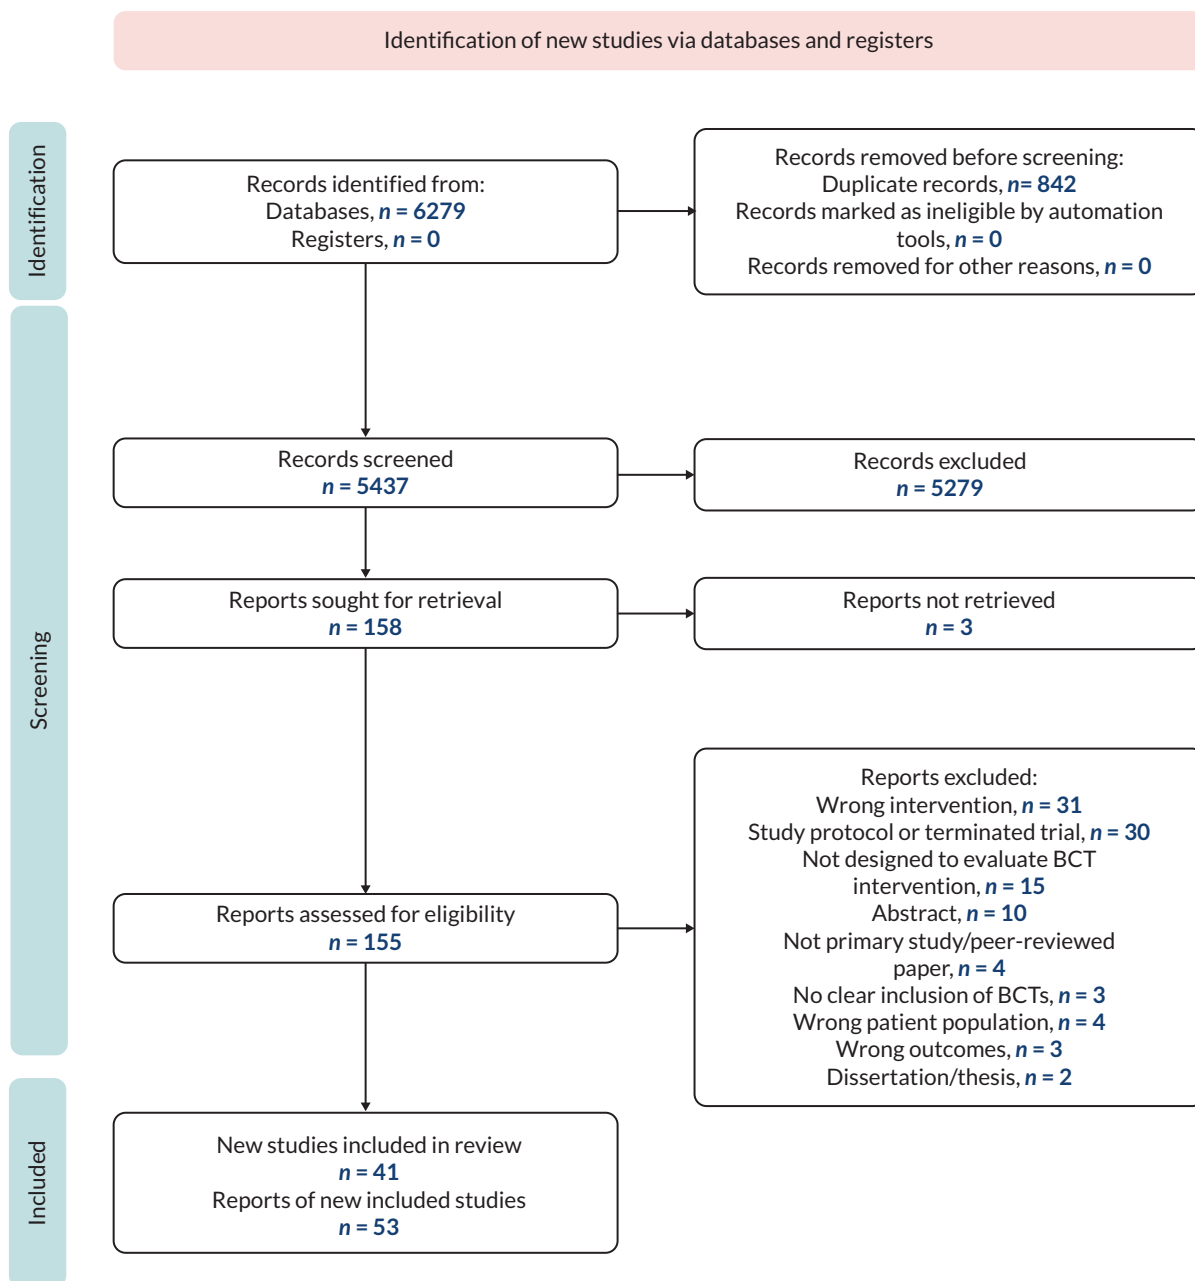 Identification of new studies via databases and registers
Identification
Records identified from:
Databases, n = 6279
Registers, n = 0
Records removed before screening:
Duplicate records, n= 842
Records marked as ineligible by automation
tools, n = 0
Records removed for other reasons, n = 0
Screening
Records screened
n = 5437
Records excluded
n = 5279
Reports sought for retrieval
n = 158
Reports not retrieved
n = 3
Reports assessed for eligibility
n = 155
Reports excluded:
Wrong intervention, n = 31
Study protocol or terminated trial, n = 30
Not designed to evaluate BCT
intervention, n = 15
Abstract, n = 10
Not primary study/peer-reviewed
paper, n = 4
No clear inclusion of BCTs, n = 3
Wrong patient population, n = 4
Wrong outcomes, n = 3
Dissertation/thesis, n = 2
Included
New studies included in review
n = 41
Reports of new included studies
n = 53